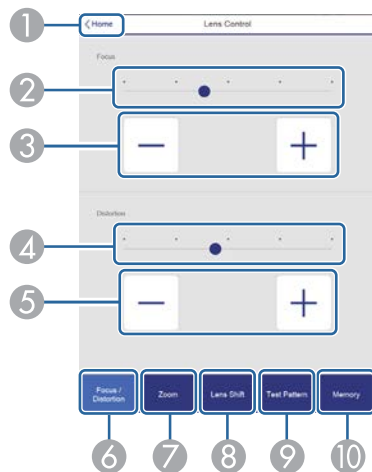 1
Home
Lens Control
Focus
2
3
Distortion
4
5
Focus /
Distortion
Zoom
Lens Shift
Test Pattern
Memory
6
7
8
9
10